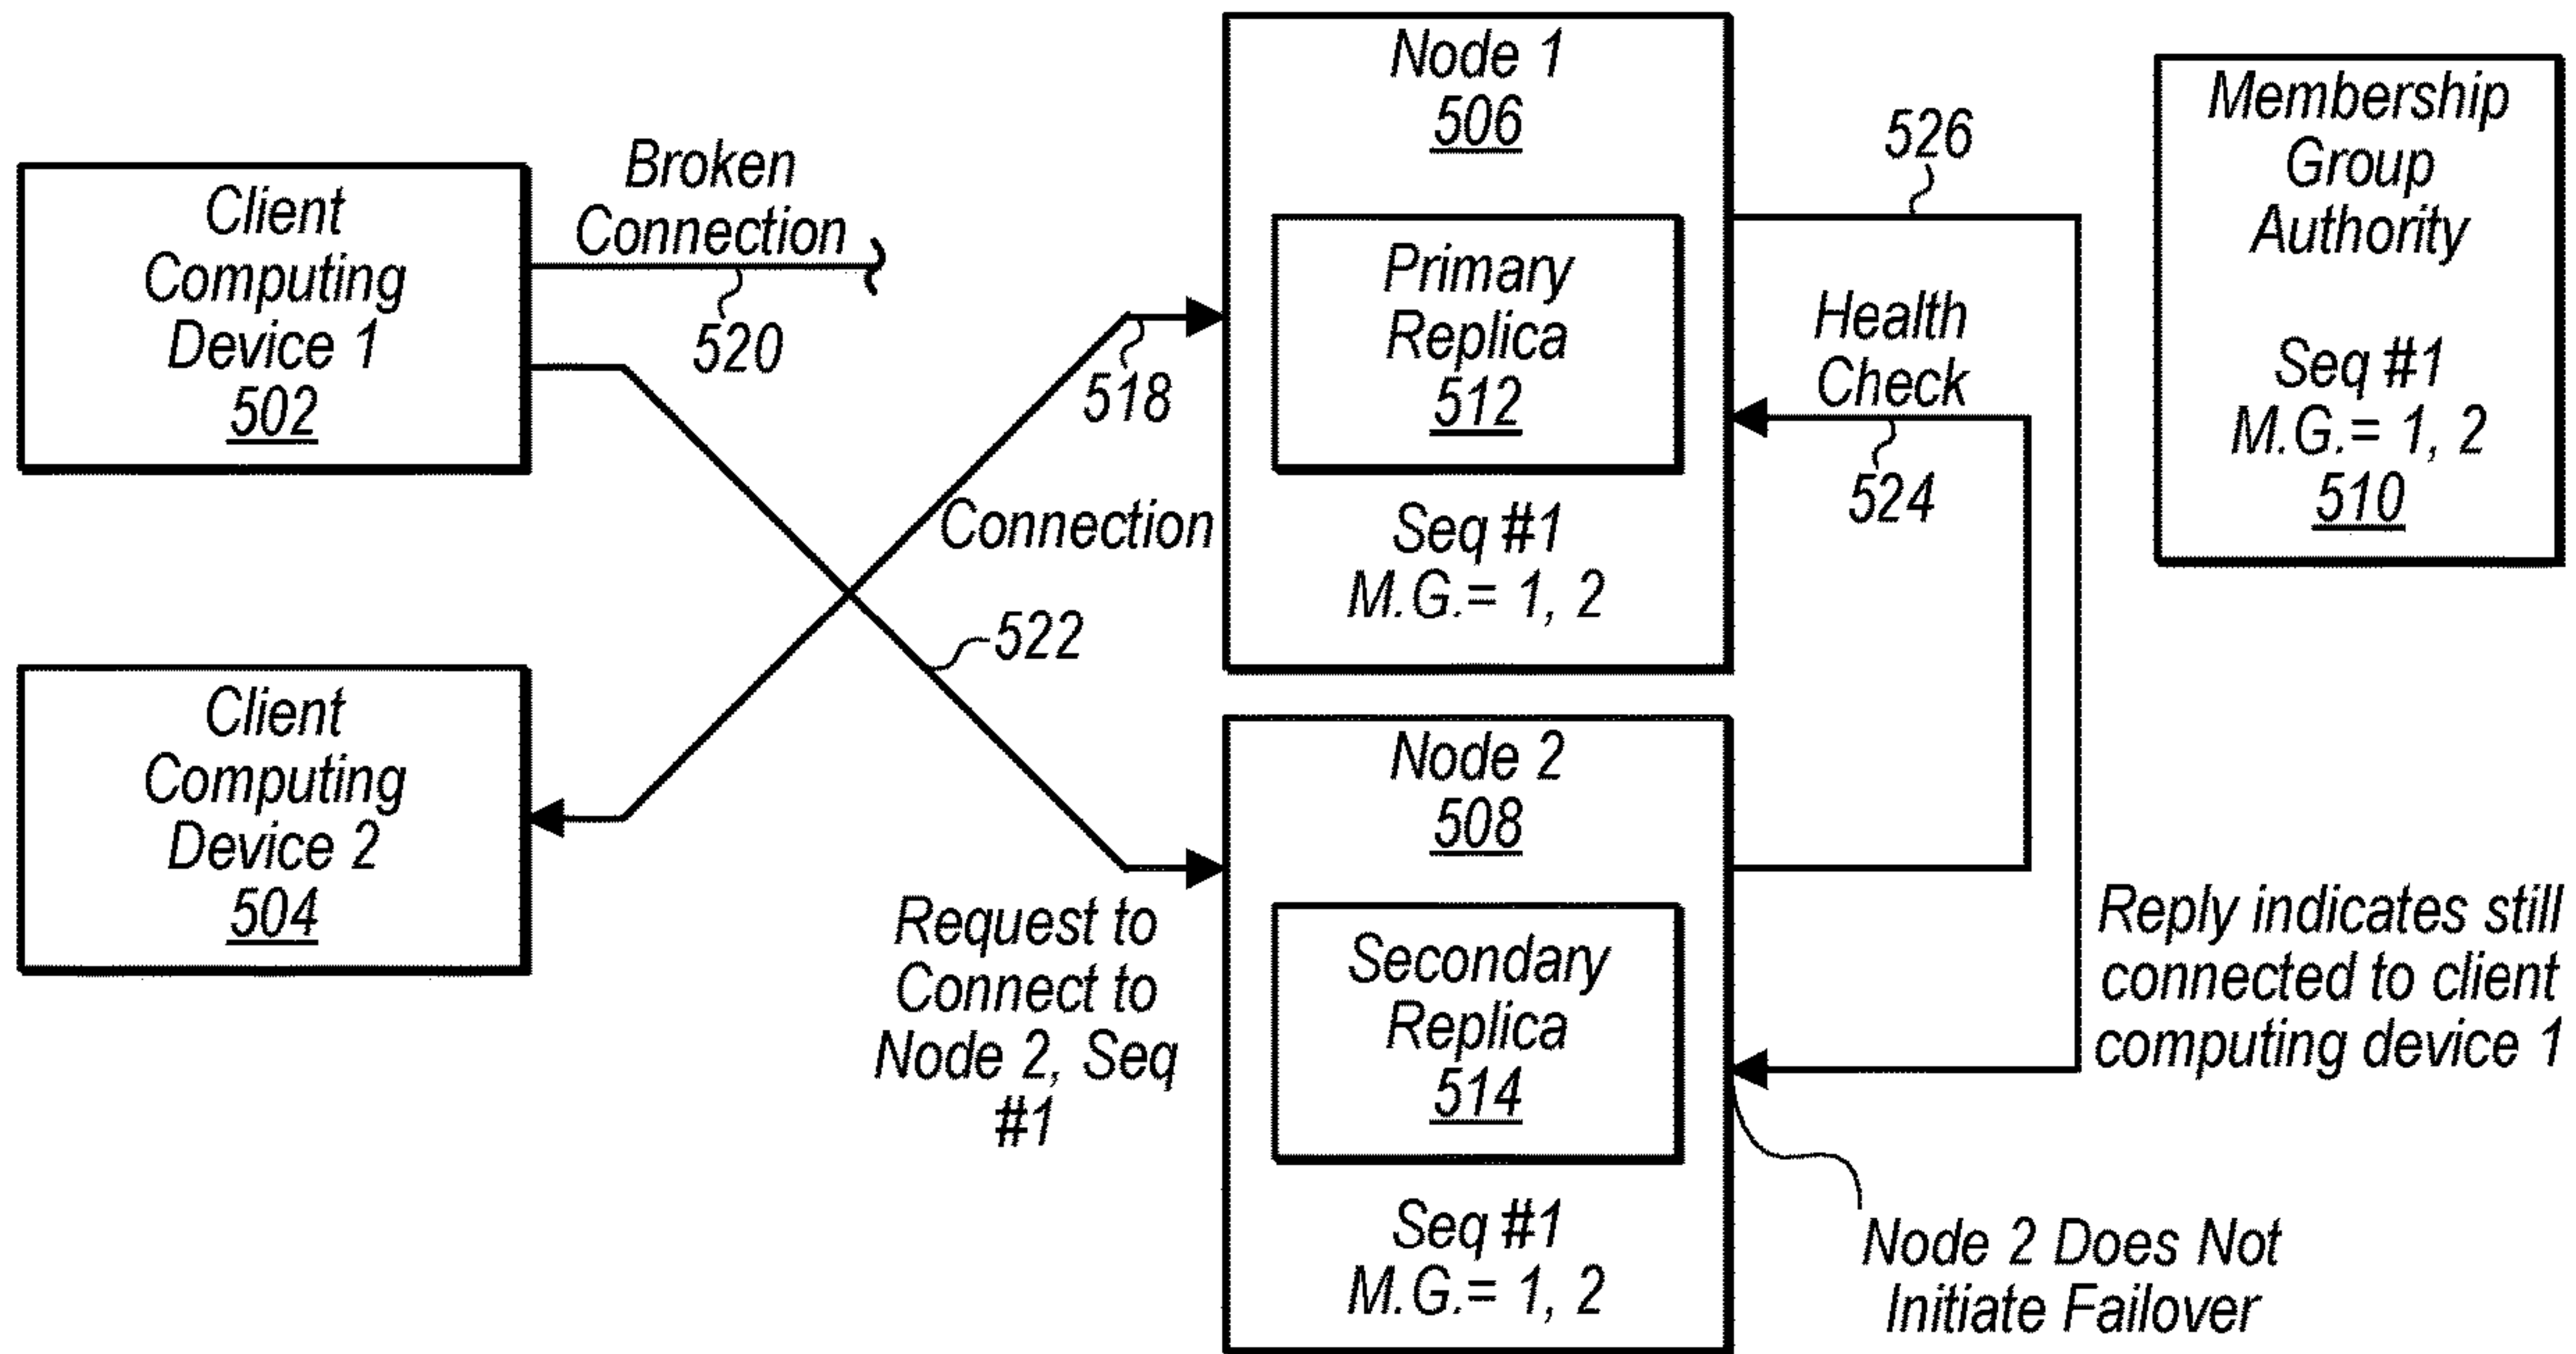 Client
Computing
Device 1
502
Broken
Connection
520
Client
Computing
Device 2
504
518
Connection
522
Request to
Connect to
Node 2, Seq
#1
Node 1
506
Primary
Replica
512
Seq #1
M.G.= 1, 2
Node 2
508
Secondary
Replica
514
Seq #1
M.G.= 1, 2
526
Health
Check
524
Membership
Group
Authority
Seq #1
M.G.= 1, 2
510
Reply indicates still
connected to client
computing device 1
Node 2 Does Not
Initiate Failover